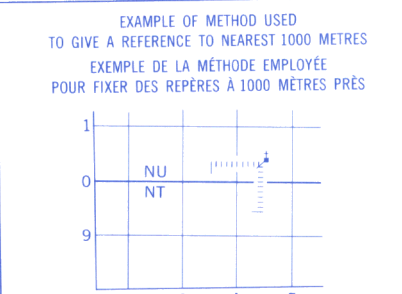 EXAMPLE OF METHOD USED
TO GIVE A REFERENCE TO NEAREST 1000 METRES
EXEMPLE DE LA MÉTHODE EMPLOYÉE
POUR FIXER DES REPÈRES À 1000 MÈTRES PRÈS
1
NU
0
NT
9